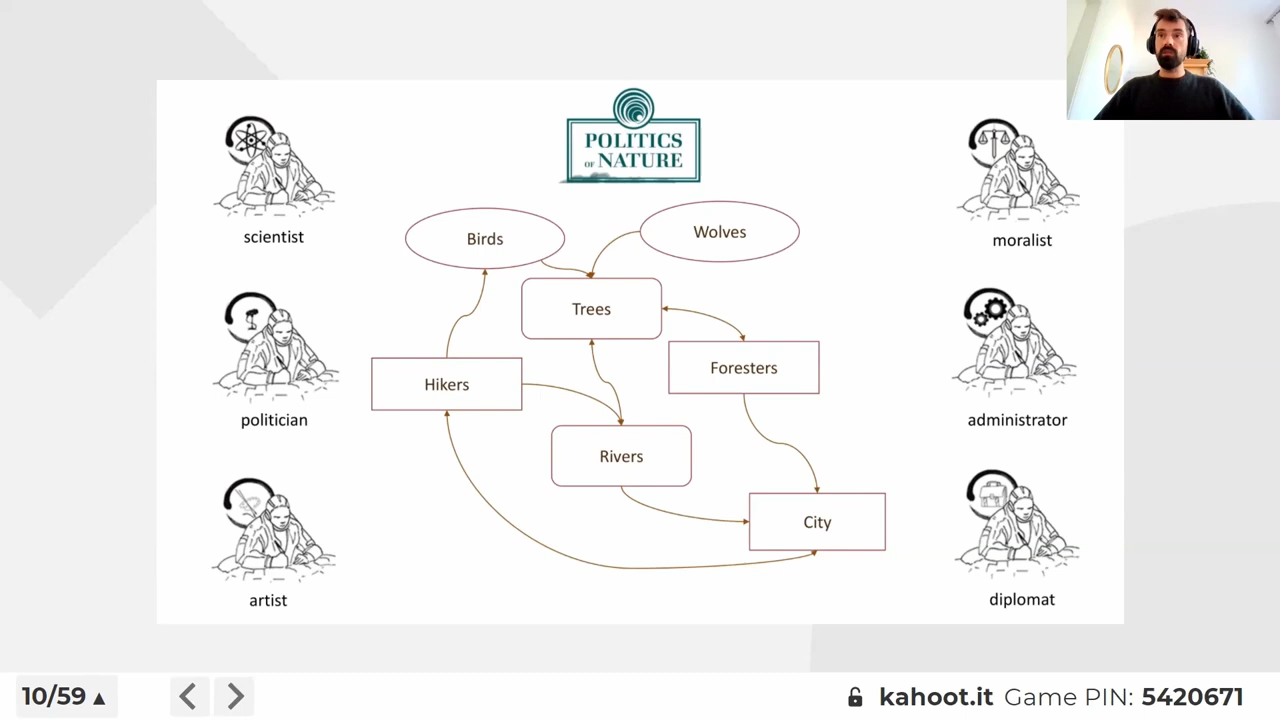 POLITICS
OF NATURE
scientist
moralist
Birds
Wolves
Trees
Hikers
Foresters
politician
administrator
Rivers
City
artist
diplomat
10/59 ▲
kahoot.it Game PIN: 5420671